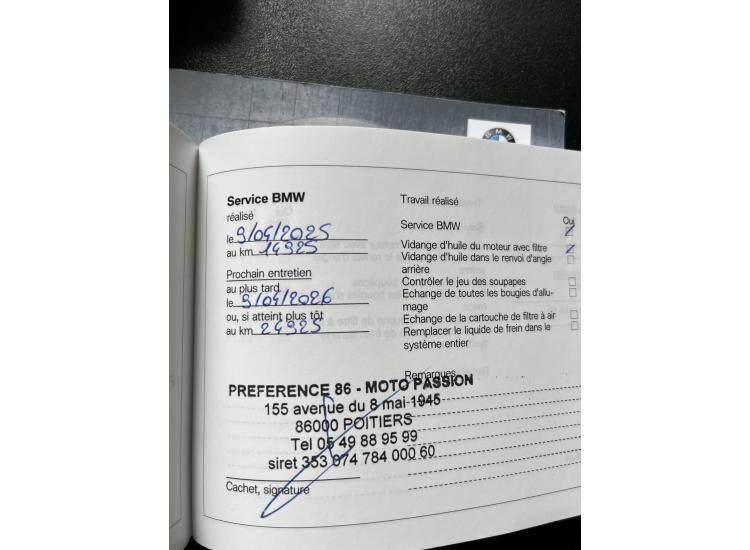 BMW
Service BMW
réalisé
le 9/04/2025
au km 14925
Prochain entretien
au plus tard
le 9/04/2026
ou, si atteint plus tôt
au km 24925
Travail réalisé
Oui
Service BMW
Vidange d'huile du moteur avec filtre
Vidange d'huile dans le renvoi d'angle
arrière
Contrôler le jeu des soupapes
Echange de toutes les bougies d'allu-
mage
Echange de la cartouche de filtre à air
Remplacer le liquide de frein dans le
système entier
Remarques
PREFERENCE 86 - MOTO PASSION
155 avenue du 8 mai 1945
86000 POITIERS
Tel 05 49 88 95 99
siret 353 074 784 000 60
Cachet, signature